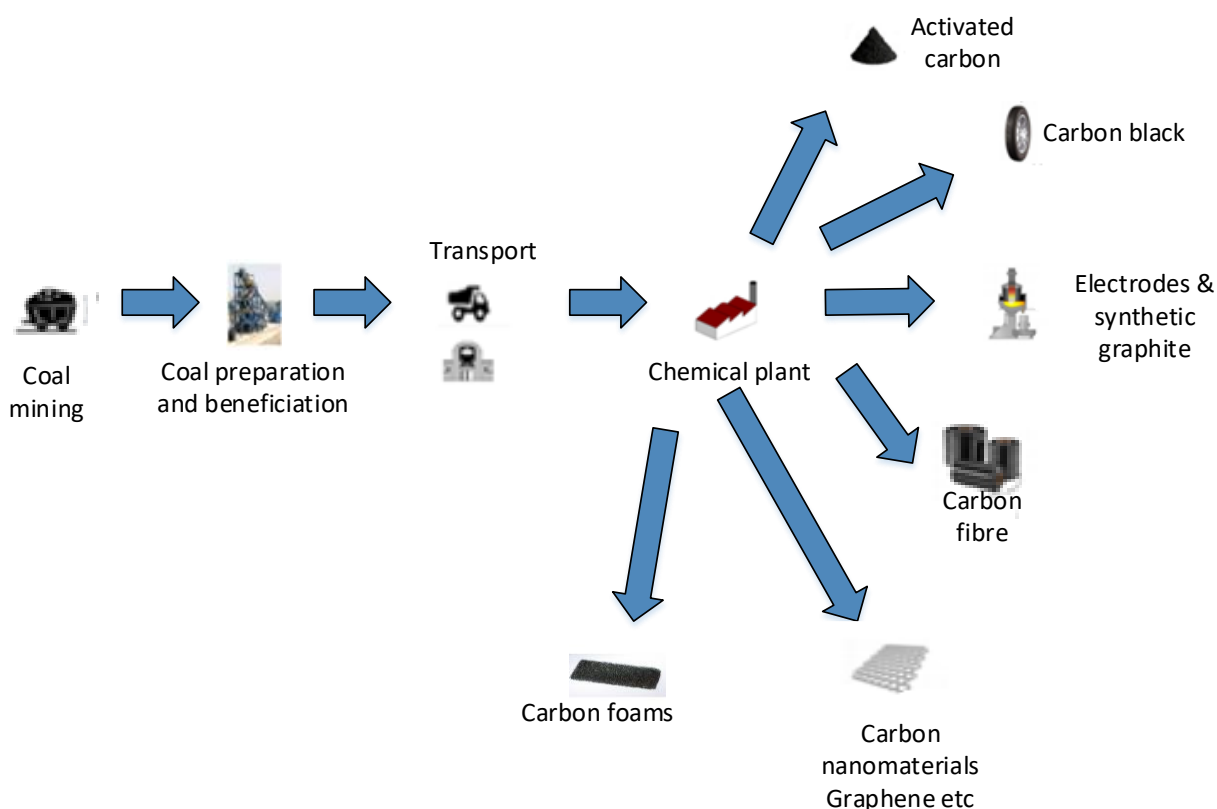 Activated
carbon
Carbon black
Transport
Electrodes &
synthetic
graphite
Coal
mining
Coal preparation
and beneficiation
Chemical plant
Carbon
fibre
Carbon foams
Carbon
nanomaterials
Graphene etc